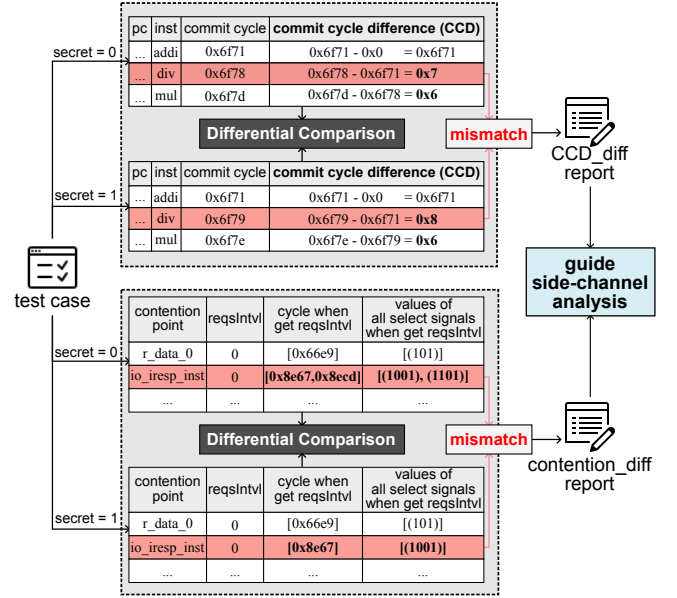 pc inst commit cycle commit cycle difference (CCD)
... addi 0x6f71 0x6f71 - 0x0 = 0x6f71
... div 0x6f78 0x6f78 - 0x6f71 = 0x7
... mul 0x6f7d 0x6f7d - 0x6f78 = 0x6
secret = 0
Differential Comparison
mismatch
CCD_diff
report
pc inst commit cycle commit cycle difference (CCD)
... addi 0x6f71 0x6f71 - 0x0 = 0x6f71
... div 0x6f79 0x6f79 - 0x6f71 = 0x8
... mul 0x6f7e 0x6f7e - 0x6f79 = 0x6
secret = 1
test case
guide
side-channel
analysis
contention
point
reqsIntvl
cycle when
get reqsIntvl
values of
all select signals
when get reqsIntvl
r_data_0 0 [0x66e9] [(101)]
io_iresp_inst 0 [0x8e67,0x8ecd] [(1001), (1101)]
... ... ... ...
secret = 0
Differential Comparison
mismatch
contention_diff
report
contention
point
reqsIntvl
cycle when
get reqsIntvl
values of
all select signals
when get reqsIntvl
r_data_0 0 [0x66e9] [(101)]
io_iresp_inst 0 [0x8e67] [(1001)]
... ... ... ...
secret = 1